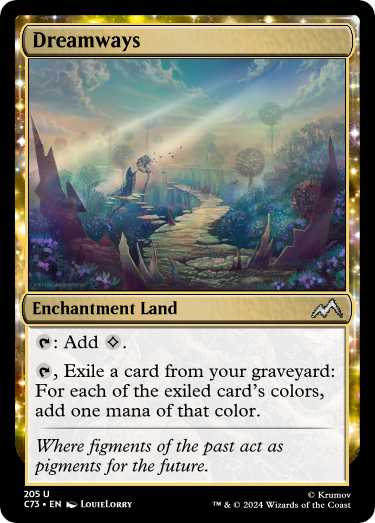 Dreamways
Enchantment Land
: Add .
, Exile a card from your graveyard:
For each of the exiled card's colors,
add one mana of that color.
Where figments of the past act as
pigments for the future.
205 U
C73 • EN LouieLorry
© Krumov
™ & © 2024 Wizards of the Coast